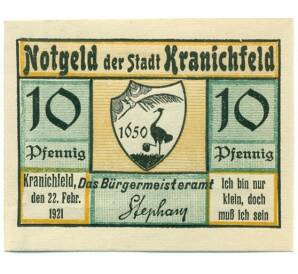 Notgeld der Stadt Kranichfeld
10
Pfennig
1650
10
Pfennig
Kranichfeld,
den 22. Febr.
1921
Das Bürgermeisteramt
Stephany
Ich bin nur
klein, doch
muß ich sein